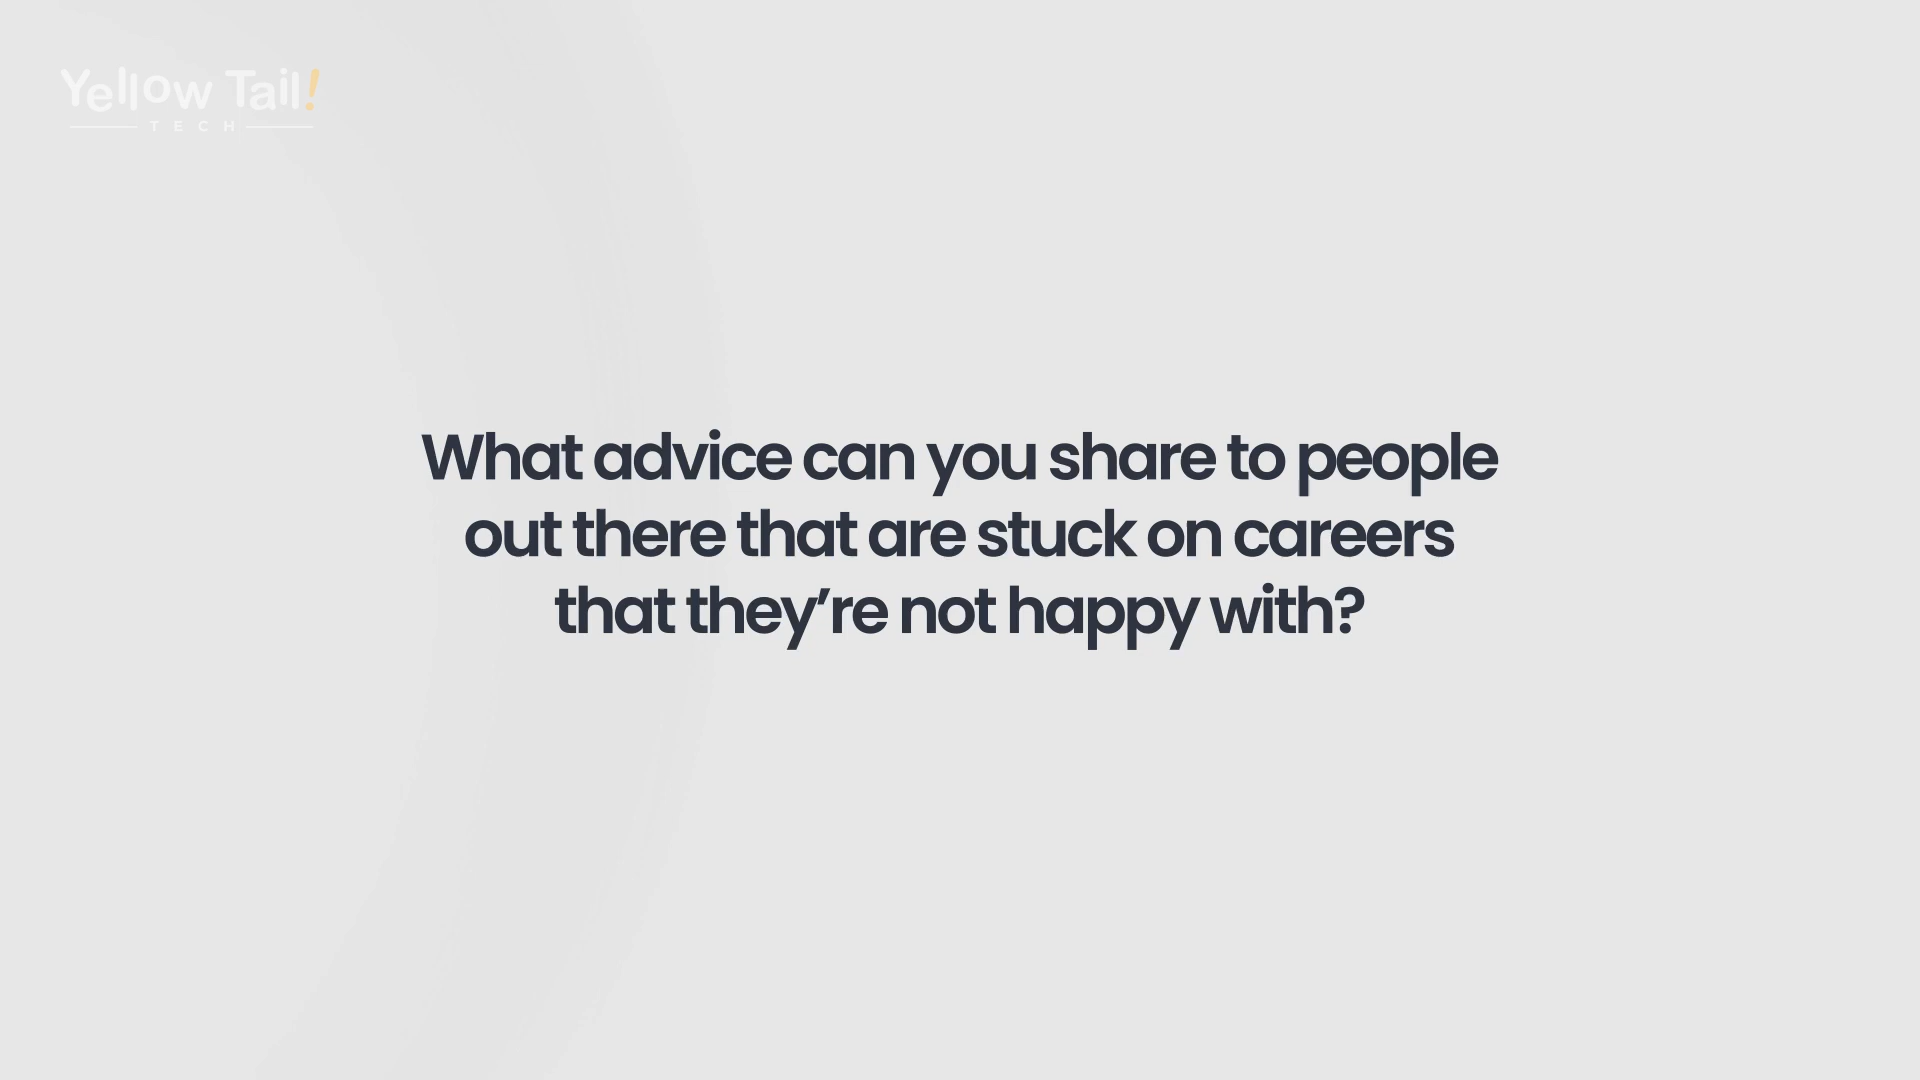 Yellow Tail!
TECH
What advice can you share to people
out there that are stuck on careers
that they’re not happy with?